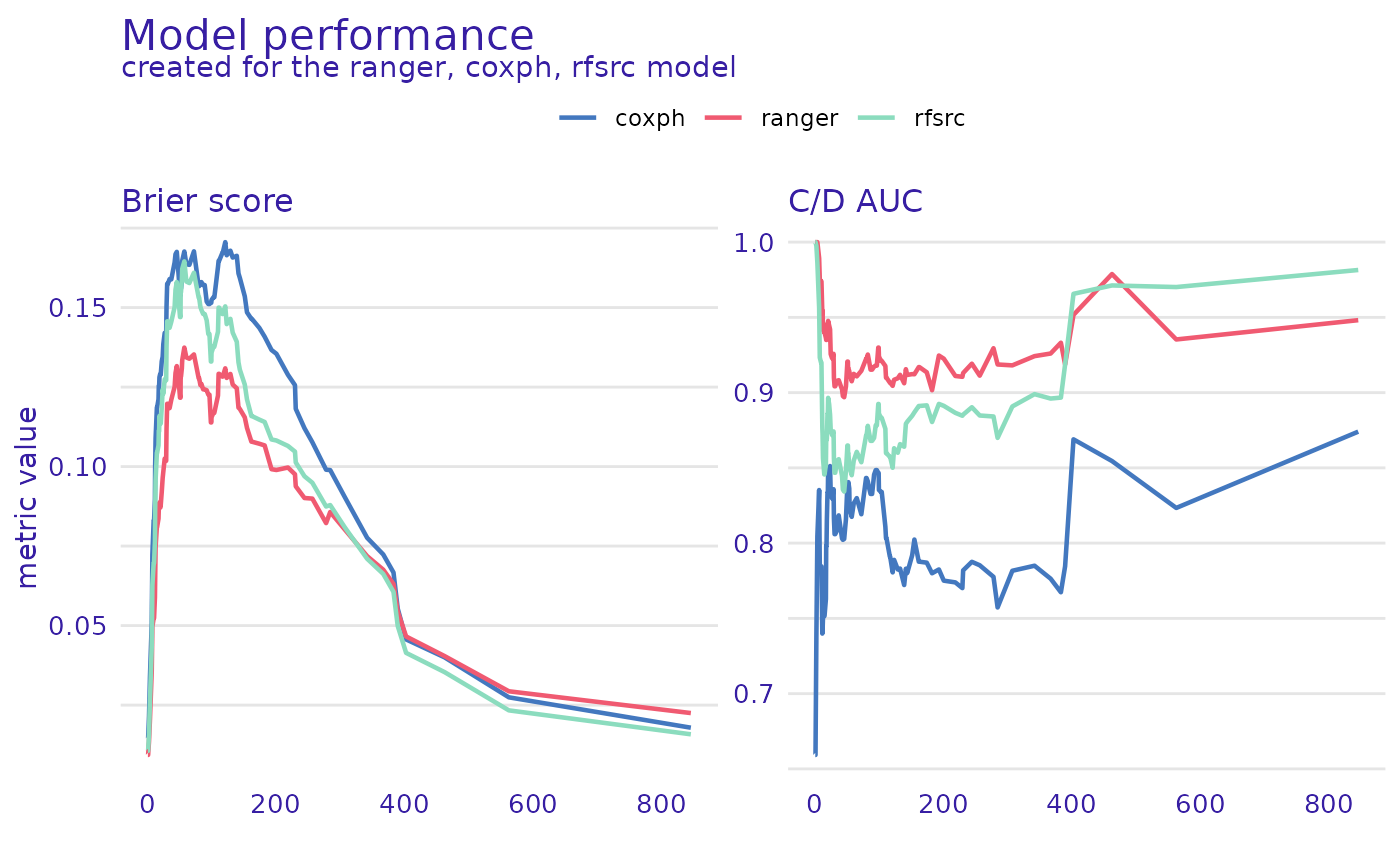 Model performance
created for the ranger, coxph, rfsrc model
coxph ranger rfsrc
Brier score
C/D AUC
metric value
0.15
0.10
0.05
0 200 400 600 800
1.0
0.9
0.8
0.7
0 200 400 600 800